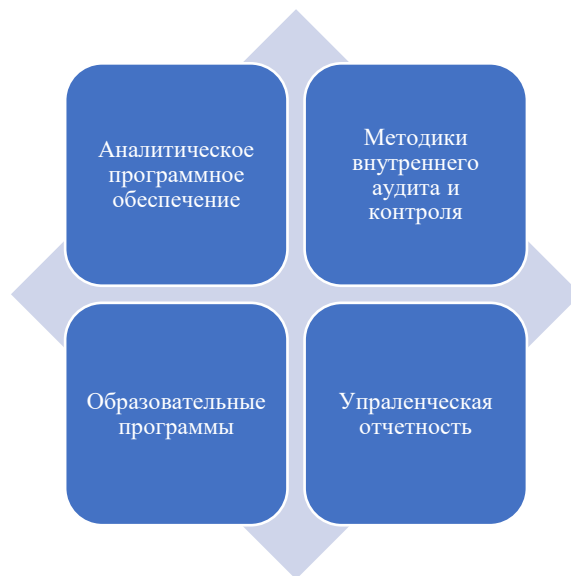 Аналитическое
программное
обеспечение
Методики
внутреннего
аудита и
контроля
Образовательные
программы
Упраленческая
отчетность